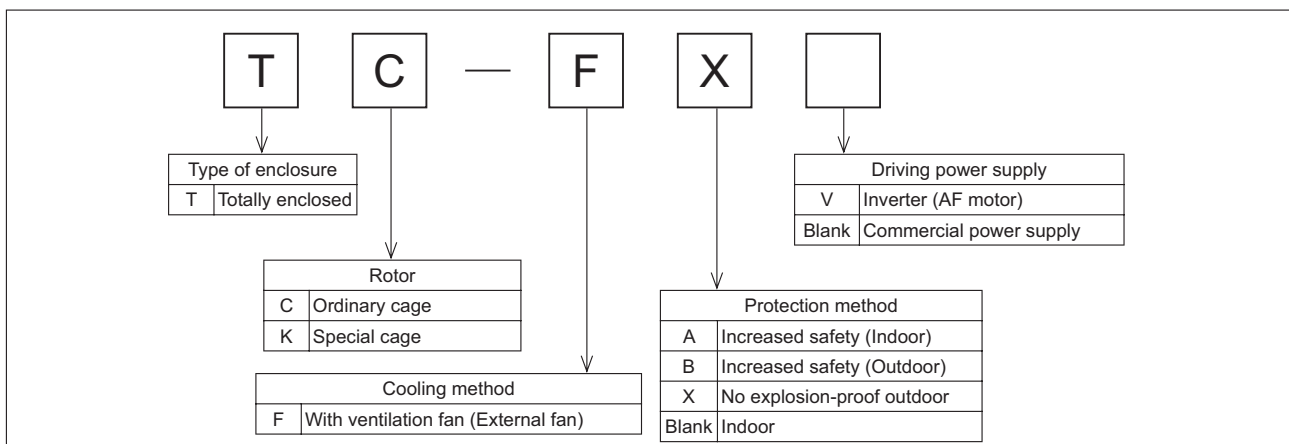 T C — F X
Type of enclosure
T Totally enclosed
Driving power supply
V Inverter (AF motor)
Blank Commercial power supply
Rotor
C Ordinary cage
K Special cage
Protection method
A Increased safety (Indoor)
B Increased safety (Outdoor)
X No explosion-proof outdoor
Blank Indoor
Cooling method
F With ventilation fan (External fan)